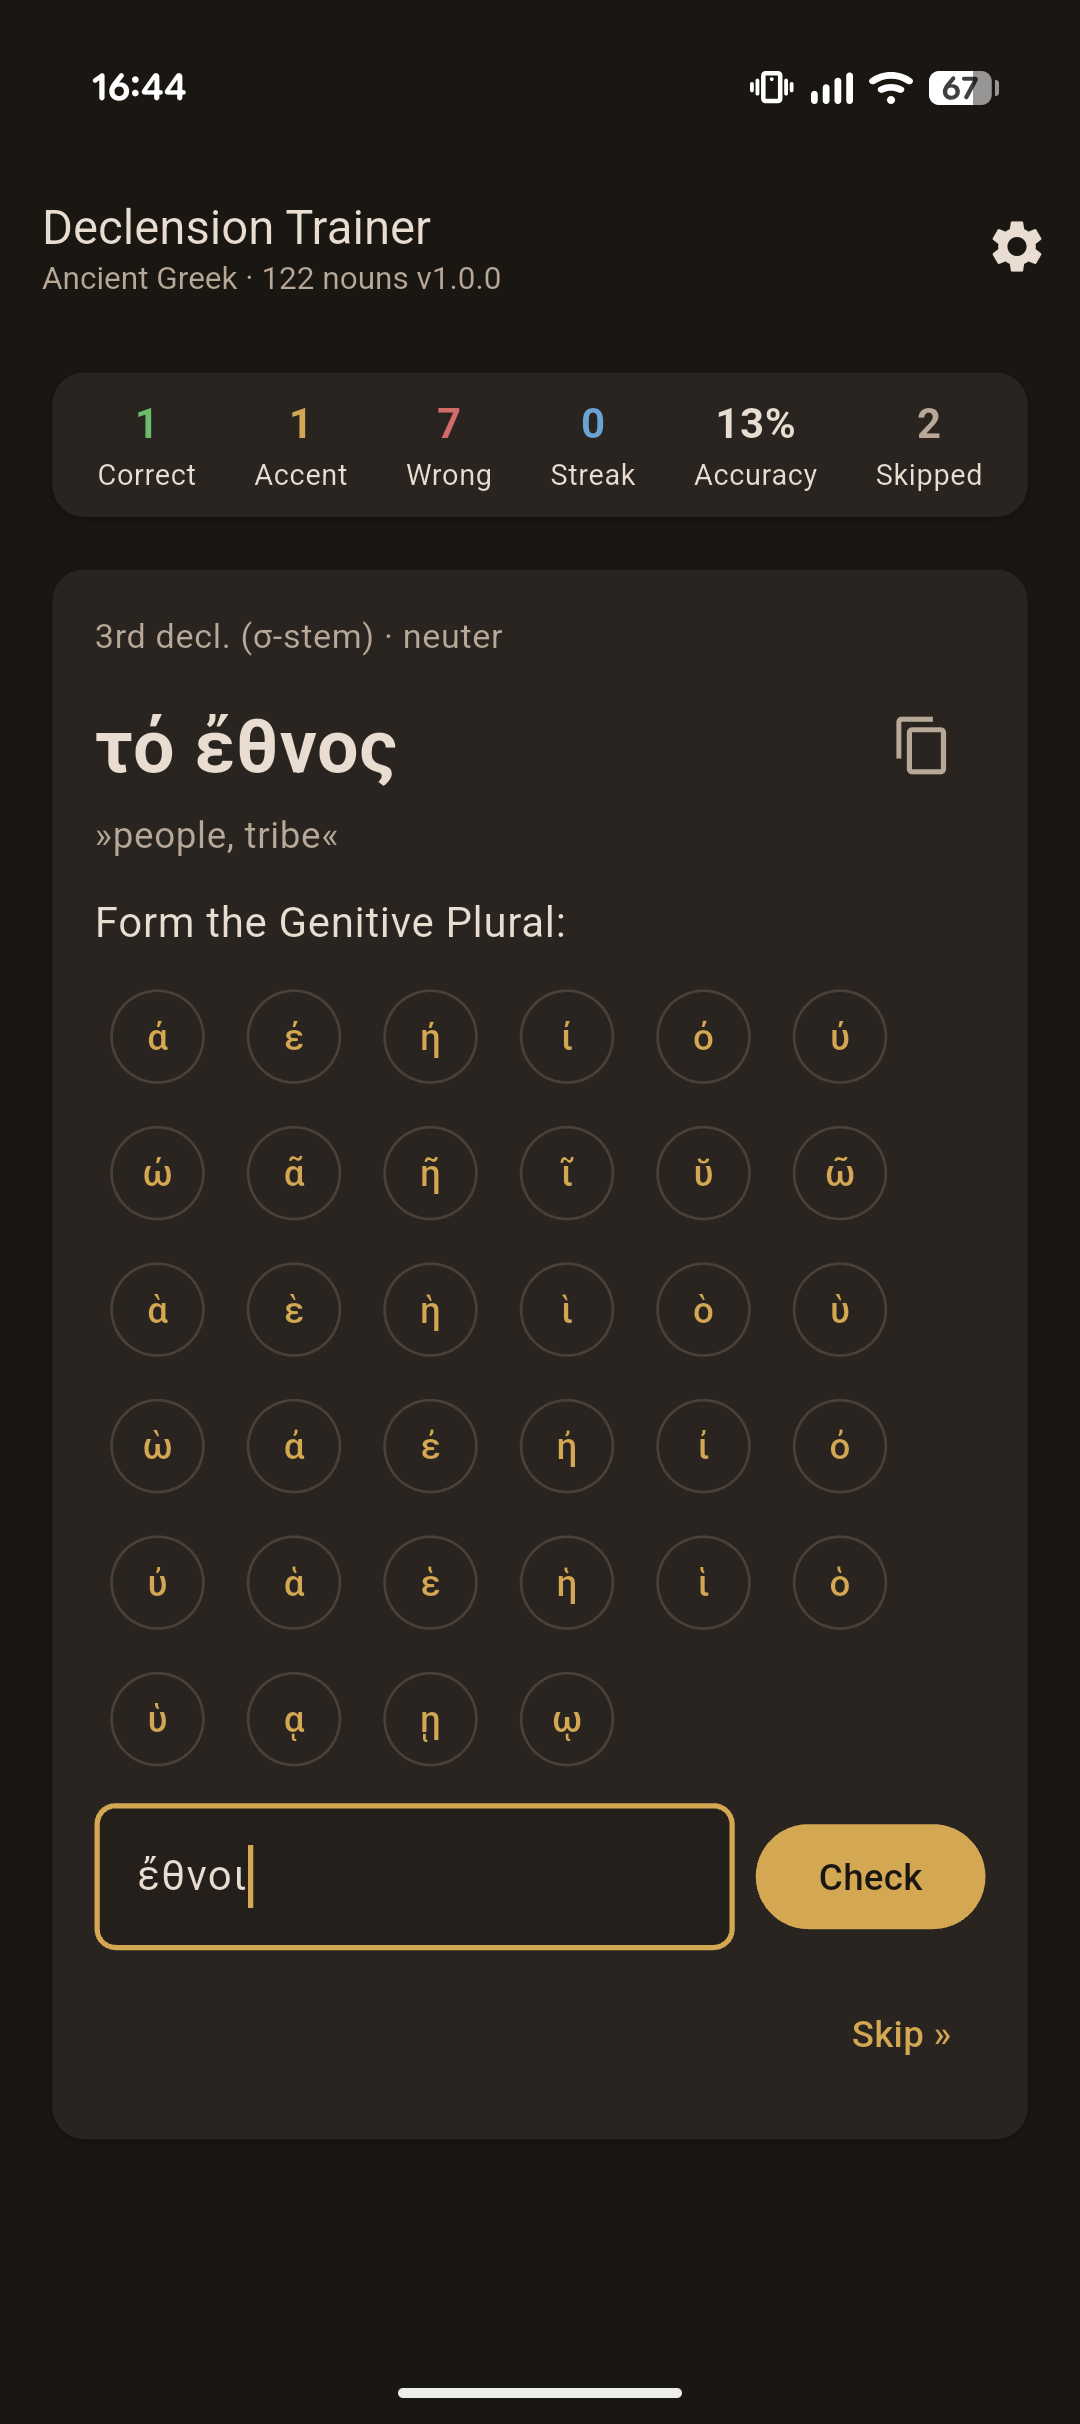 16:44
67
Declension Trainer
Ancient Greek · 122 nouns v1.0.0
1 1 7 0 13% 2
Correct Accent Wrong Streak Accuracy Skipped
3rd decl. (σ-stem) · neuter
τό ἔθνος
»people, tribe«
Form the Genitive Plural:
ά έ ή ί ό ύ
ώ ᾶ ῆ ῖ ῦ ῶ
ὰ ὲ ὴ ὶ ὸ ὺ
ὼ ἀ ἐ ἠ ἰ ὀ
ὐ ἁ ἑ ἡ ἱ ὁ
ὑ ᾳ ῃ ῳ
ἔθνοι
Check
Skip »